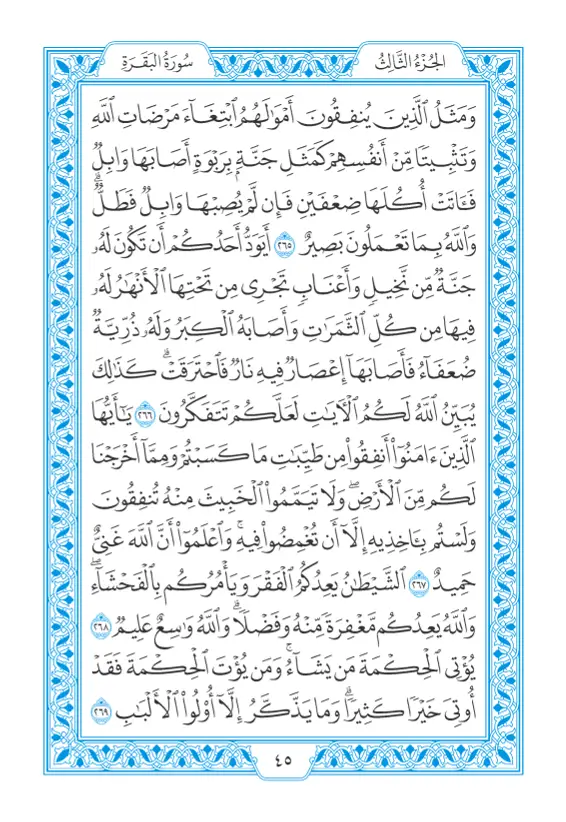 الجُزْءُ الثَّالِثُ
سُورَةُ البَقَرَةِ
وَمَثَلُ ٱلَّذِينَ يُنفِقُونَ أَمْوَٰلَهُمُ ٱبْتِغَآءَ مَرْضَاتِ ٱللَّهِ
وَتَثْبِيتًا مِّنْ أَنفُسِهِمْ كَمَثَلِ جَنَّةٍۭ بِرَبْوَةٍ أَصَابَهَا وَابِلٌ
فَـَٔاتَتْ أُكُلَهَا ضِعْفَيْنِ فَإِن لَّمْ يُصِبْهَا وَابِلٌ فَطَلٌّ ۗ
وَٱللَّهُ بِمَا تَعْمَلُونَ بَصِيرٌ ٢٦٥ أَيَوَدُّ أَحَدُكُمْ أَن تَكُونَ لَهُۥ
جَنَّةٌ مِّن نَّخِيلٍ وَأَعْنَابٍ تَجْرِى مِن تَحْتِهَا ٱلْأَنْهَٰرُ لَهُۥ
فِيهَا مِن كُلِّ ٱلثَّمَرَٰتِ وَأَصَابَهُ ٱلْكِبَرُ وَلَهُۥ ذُرِّيَّةٌ
ضُعَفَآءُ فَأَصَابَهَآ إِعْصَارٌ فِيهِ نَارٌ فَٱحْتَرَقَتْ ۗ كَذَٰلِكَ
يُبَيِّنُ ٱللَّهُ لَكُمُ ٱلْـَٔايَٰتِ لَعَلَّكُمْ تَتَفَكَّرُونَ ٢٦٦ يَٰٓأَيُّهَا
ٱلَّذِينَ ءَامَنُوٓا۟ أَنفِقُوا۟ مِن طَيِّبَٰتِ مَا كَسَبْتُمْ وَمِمَّآ أَخْرَجْنَا
لَكُم مِّنَ ٱلْأَرْضِ ۖ وَلَا تَيَمَّمُوا۟ ٱلْخَبِيثَ مِنْهُ تُنفِقُونَ
وَلَسْتُم بِـَٔاخِذِيهِ إِلَّآ أَن تُغْمِضُوا۟ فِيهِ ۚ وَٱعْلَمُوٓا۟ أَنَّ ٱللَّهَ غَنِىٌّ
حَمِيدٌ ٢٦٧ ٱلشَّيْطَٰنُ يَعِدُكُمُ ٱلْفَقْرَ وَيَأْمُرُكُم بِٱلْفَحْشَآءِ ۖ
وَٱللَّهُ يَعِدُكُم مَّغْفِرَةً مِّنْهُ وَفَضْلًا ۗ وَٱللَّهُ وَٰسِعٌ عَلِيمٌ ٢٦٨
يُؤْتِى ٱلْحِكْمَةَ مَن يَشَآءُ ۚ وَمَن يُؤْتَ ٱلْحِكْمَةَ فَقَدْ
أُوتِىَ خَيْرًا كَثِيرًا ۗ وَمَا يَذَّكَّرُ إِلَّآ أُو۟لُوا۟ ٱلْأَلْبَٰبِ ٢٦٩
٤٥